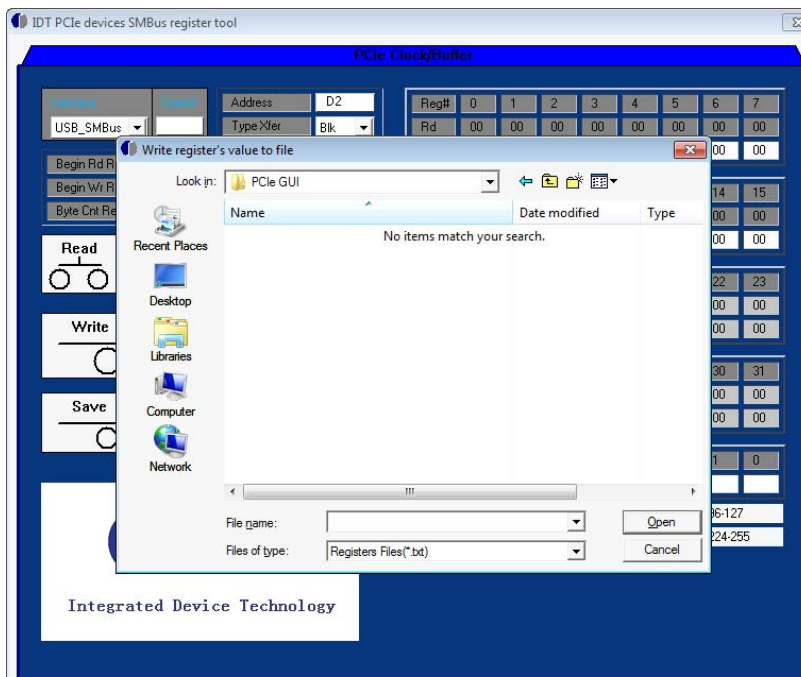 IDT PCIe devices SMBus register tool
PCIe Clock/Buffer
Interface Speed Address D2 Reg# 0 1 2 3 4 5 6 7
USB_SMBus Type Xfer Blk Rd 00 00 00 00 00 00 00 00
Write register's value to file
00 00
Begin Rd R
Look in: PCIe GUI
Begin Wr R
14 15
Byte Cnt Re
Name Date modified Type
00 00
No items match your search.
00 00
Read
Recent Places
Desktop
22 23
00 00
Write
Libraries
00 00
Computer
30 31
Save
00 00
00 00
Network
1 0
File name: Open
96-127
Files of type: Registers Files(*.txt) Cancel
224-255
Integrated Device Technology